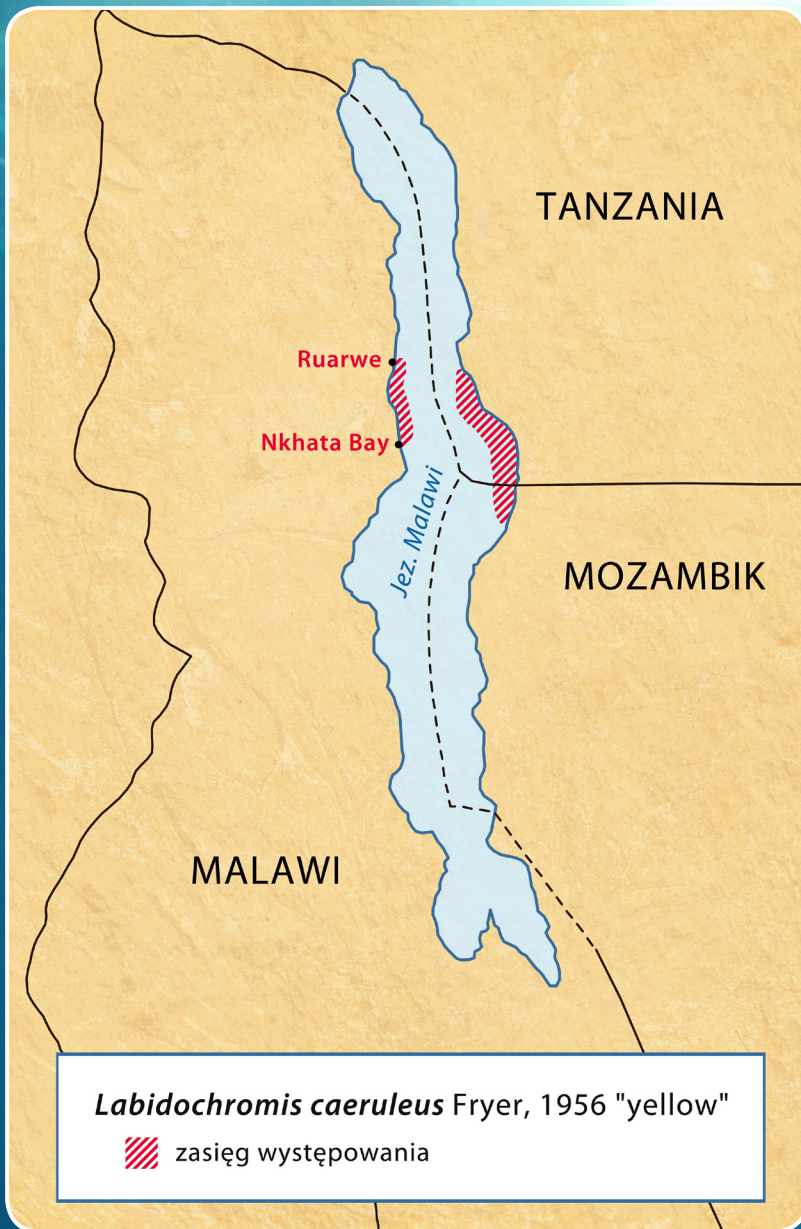 TANZANIA
Ruarwe
Nkhata Bay
Jez. Malawi
MOZAMBIK
MALAWI
Labidochromis caeruleus Fryer, 1956 "yellow"
zasięg występowania